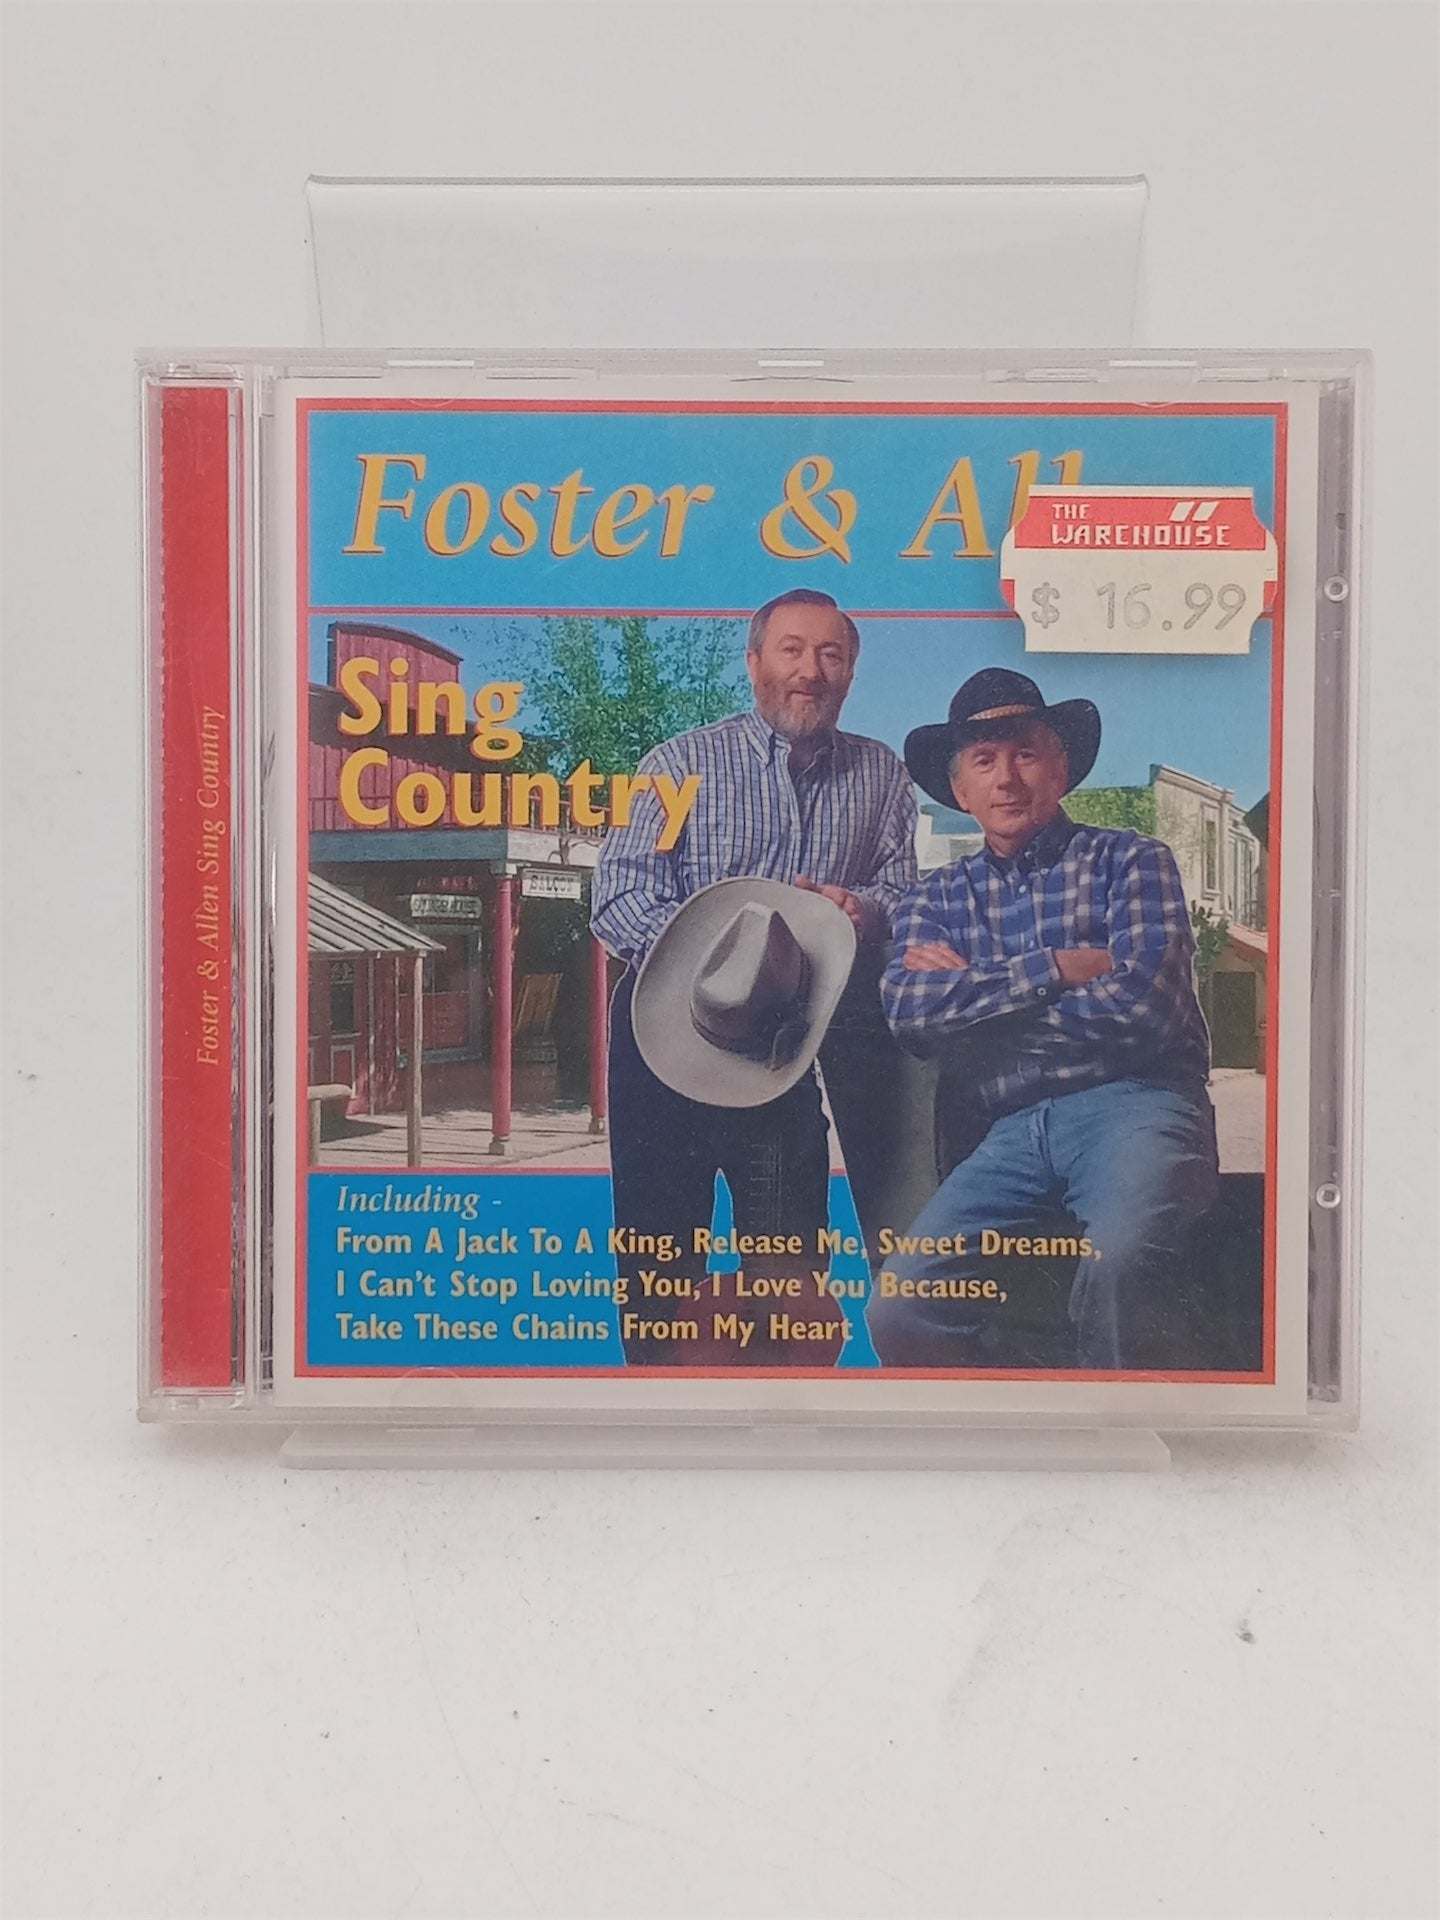 Foster & All
THE
WAREHOUSE
$ 16.99
Sing
Country
SALOON
Foster & Allen Sing Country
Including -
From A Jack To A King, Release Me, Sweet Dreams,
I Can't Stop Loving You, I Love You Because,
Take These Chains From My Heart